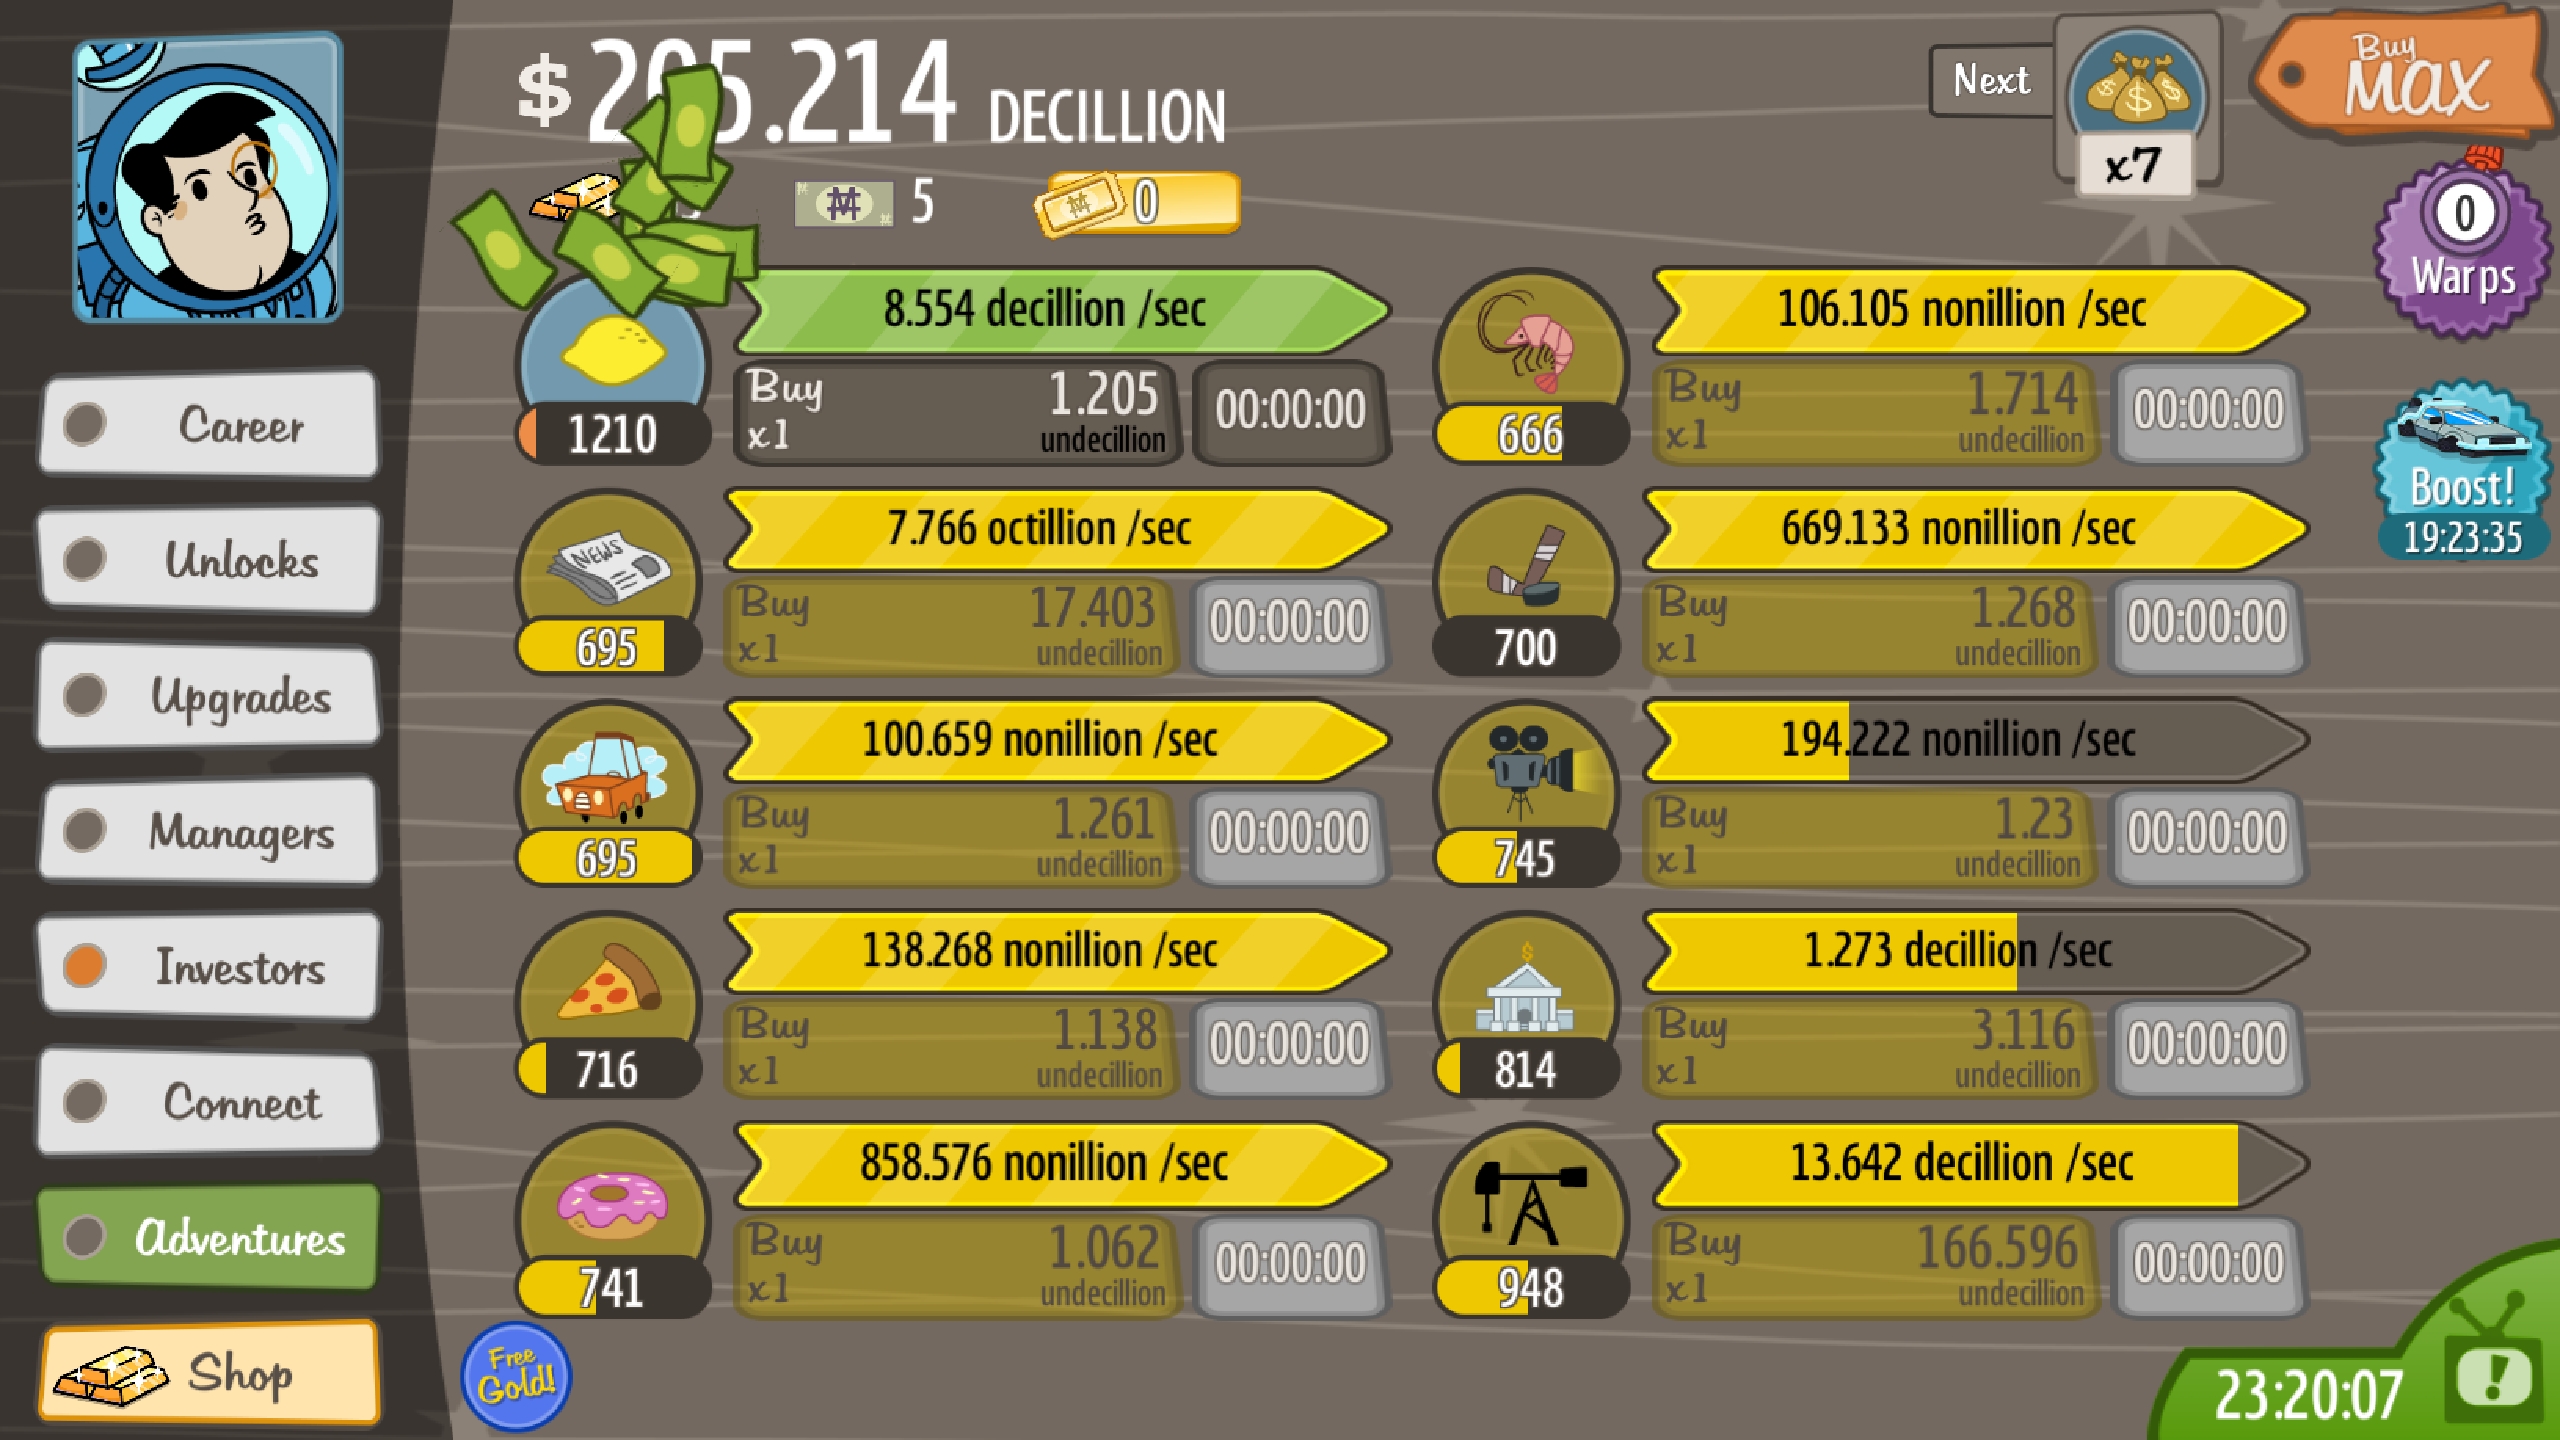 $ 205.214 DECILLION
Next
x7
Buy
MAX
5
0
0
Warps
Boost!
19:23:35
Career
Unlocks
Upgrades
Managers
Investors
Connect
Adventures
Shop
8.554 decillion /sec
1210
Buy x1
1.205 undecillion
00:00:00
106.105 nonillion /sec
666
Buy x1
1.714 undecillion
00:00:00
NEWS
7.766 octillion /sec
695
Buy x1
17.403 undecillion
00:00:00
669.133 nonillion /sec
700
Buy x1
1.268 undecillion
00:00:00
100.659 nonillion /sec
695
Buy x1
1.261 undecillion
00:00:00
194.222 nonillion /sec
745
Buy x1
1.23 undecillion
00:00:00
138.268 nonillion /sec
716
Buy x1
1.138 undecillion
00:00:00
1.273 decillion /sec
814
Buy x1
3.116 undecillion
00:00:00
858.576 nonillion /sec
741
Buy x1
1.062 undecillion
00:00:00
13.642 decillion /sec
948
Buy x1
166.596 undecillion
00:00:00
Free
Gold!
23:20:07
!